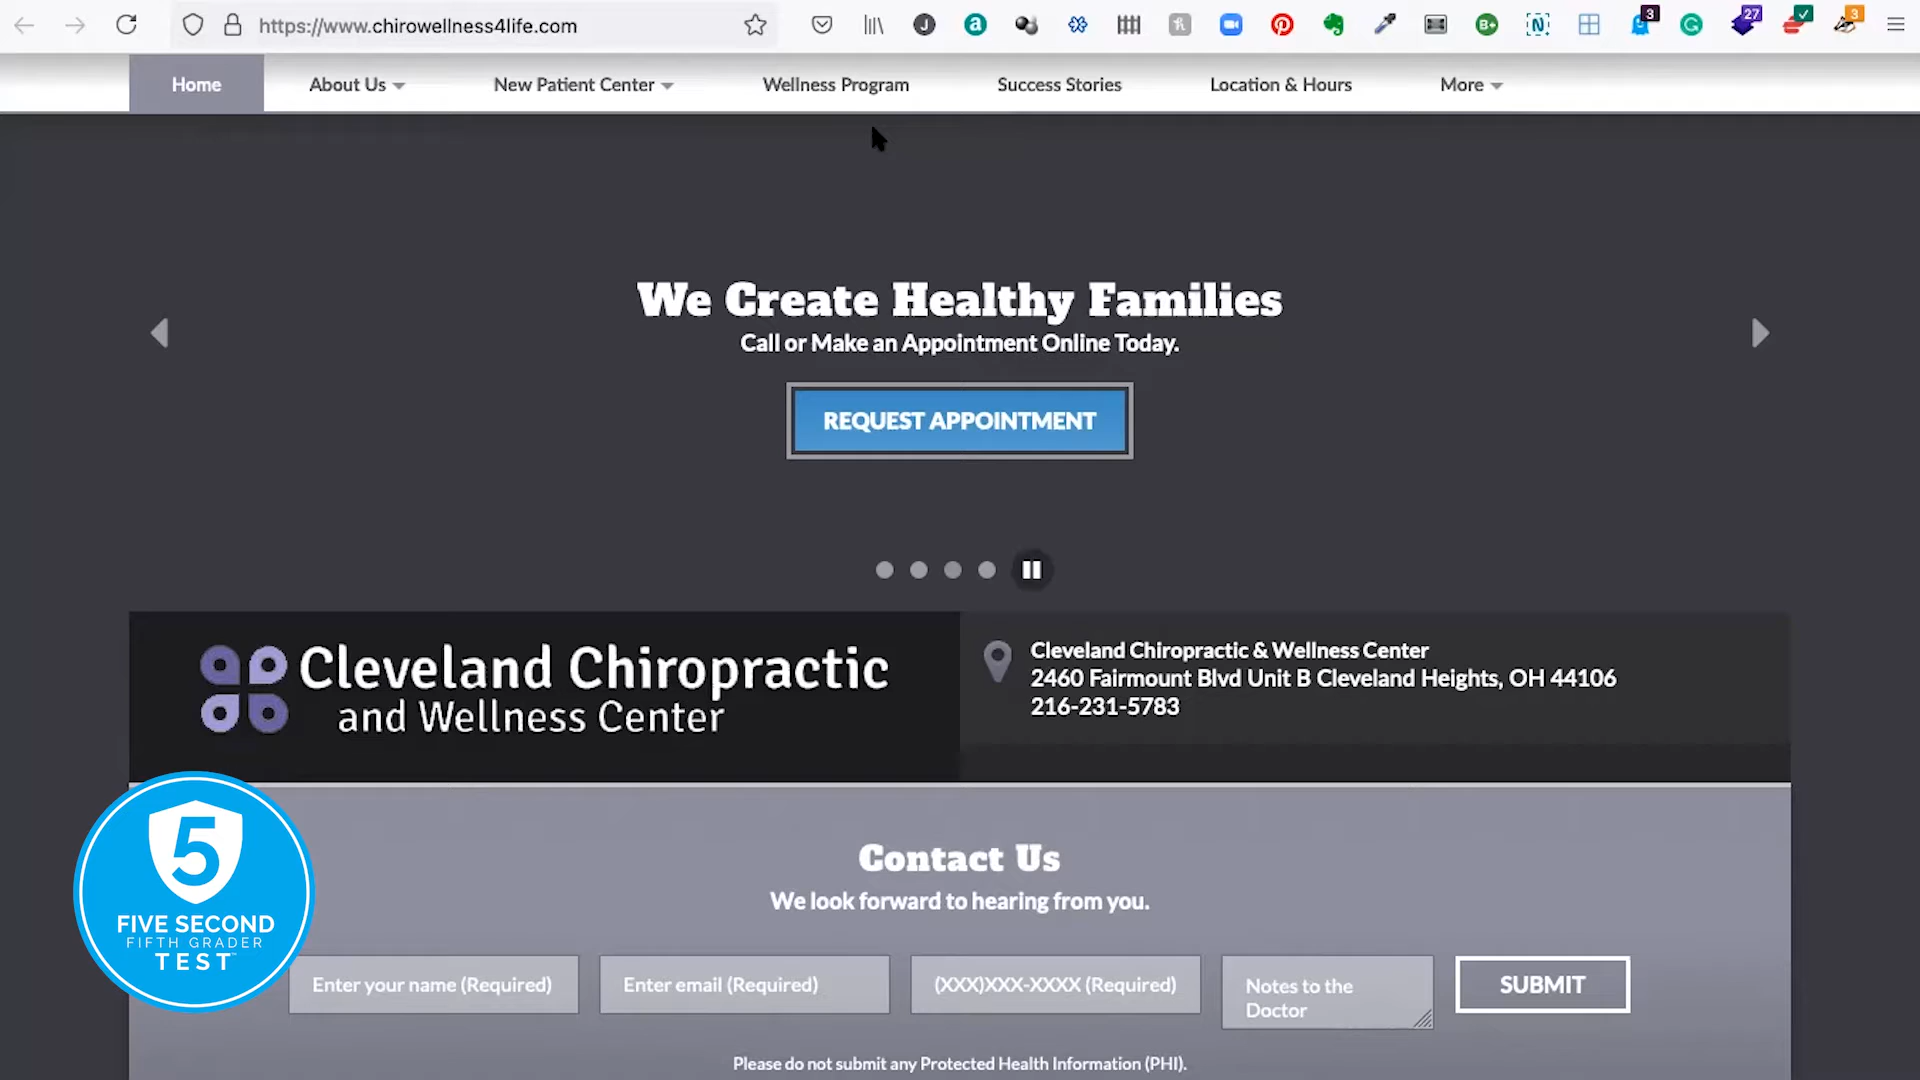 https://www.chirowellness4life.com
3
27
3
Home
About Us
New Patient Center
Wellness Program
Success Stories
Location & Hours
More
We Create Healthy Families
Call or Make an Appointment Online Today.
REQUEST APPOINTMENT
Cleveland Chiropractic
and Wellness Center
Cleveland Chiropractic & Wellness Center
2460 Fairmount Blvd Unit B Cleveland Heights, OH 44106
216-231-5783
5
FIVE SECOND
FIFTH GRADER
TEST™
Contact Us
We look forward to hearing from you.
Enter your name (Required)
Enter email (Required)
(XXX)XXX-XXXX (Required)
Notes to the
Doctor
SUBMIT
Please do not submit any Protected Health Information (PHI).